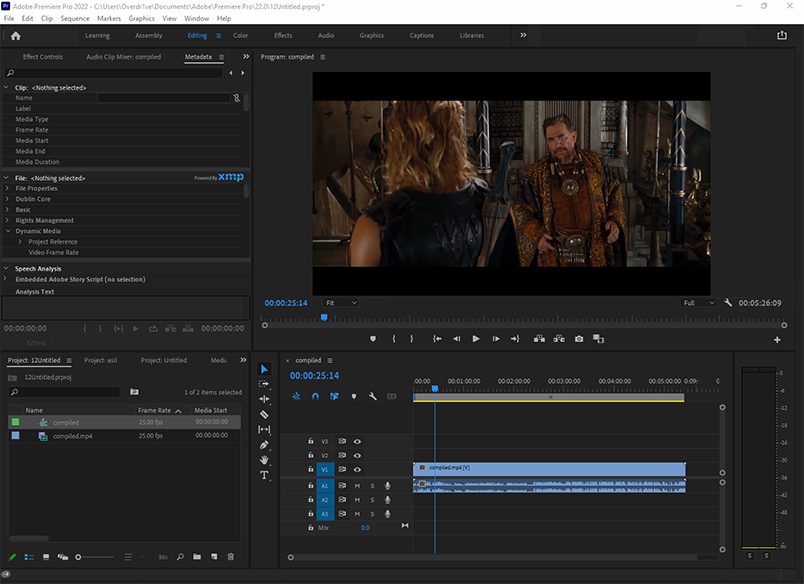 Adobe Premiere Pro 2022 - C:\Users\Overdr1ve\Documents\Adobe\Premiere Pro\22.0\12Untitled.prproj *
File Edit Clip Sequence Markers Graphics View Window Help
Learning Assembly Editing Color Effects Audio Graphics Captions Libraries
Effect Controls Audio Clip Mixer: compiled Metadata
Program: compiled
Clip: <Nothing selected>
Name
Label
Media Type
Frame Rate
Media Start
Media End
Media Duration
File: <Nothing selected> Powered By xmp
File Properties
Dublin Core
Basic
Rights Management
Dynamic Media
Project Reference
Video Frame Rate
Speech Analysis
Embedded Adobe Story Script (no selection)
Analysis Text
00:00:00:00 00:00:00:00
Edited: -
00:00:25:14 Fit Full 00:05:26:09
Project: 12Untitled Project: asil Project: Untitled Medi
12Untitled.prproj
1 of 2 items selected
Name Frame Rate Media Start
compiled 25.00 fps 00:00:00:00
compiled.mp4 25.00 fps 00:00:00:00
× compiled
00:00:25:14
:00:00 00:01:00:00 00:02:00:00 00:03:00:00 00:04:00:00 00:05:00:00
V3
V2
V1 compiled.mp4 [V]
A1 M S
A2 M S
A3 M S
Mix 0.0
0
-6
-12
-18
-24
-30
-36
-42
-48
-54
S S